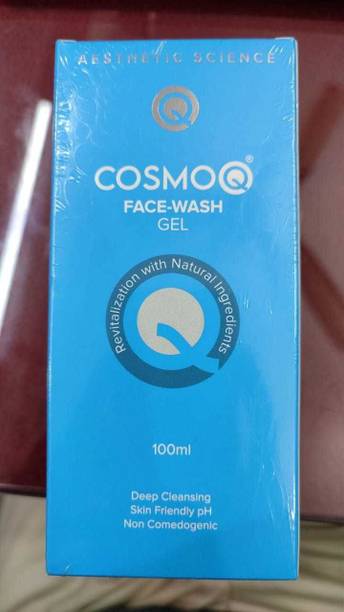 AESTHETIC SCIENCE
COSMOQ®
FACE-WASH
GEL
Revitalization with Natural Ingredients
100ml
Deep Cleansing
Skin Friendly pH
Non Comedogenic